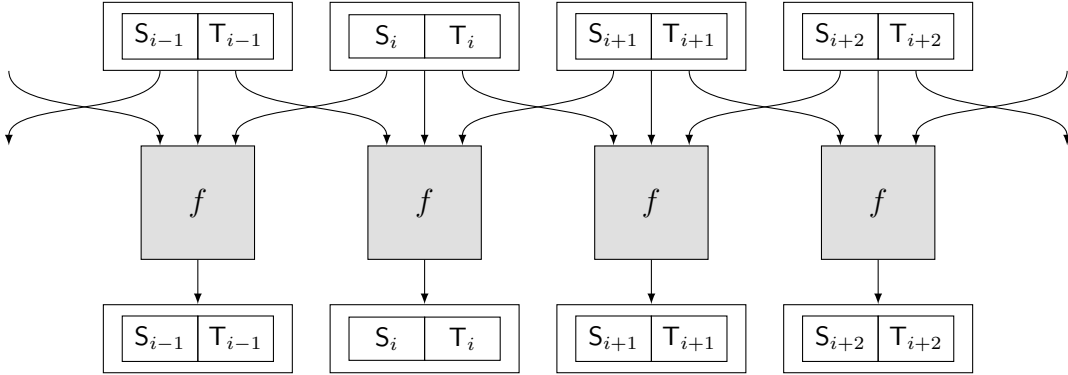 S_{i−1} T_{i−1} S_i T_i S_{i+1} T_{i+1} S_{i+2} T_{i+2}
f f f f
S_{i−1} T_{i−1} S_i T_i S_{i+1} T_{i+1} S_{i+2} T_{i+2}